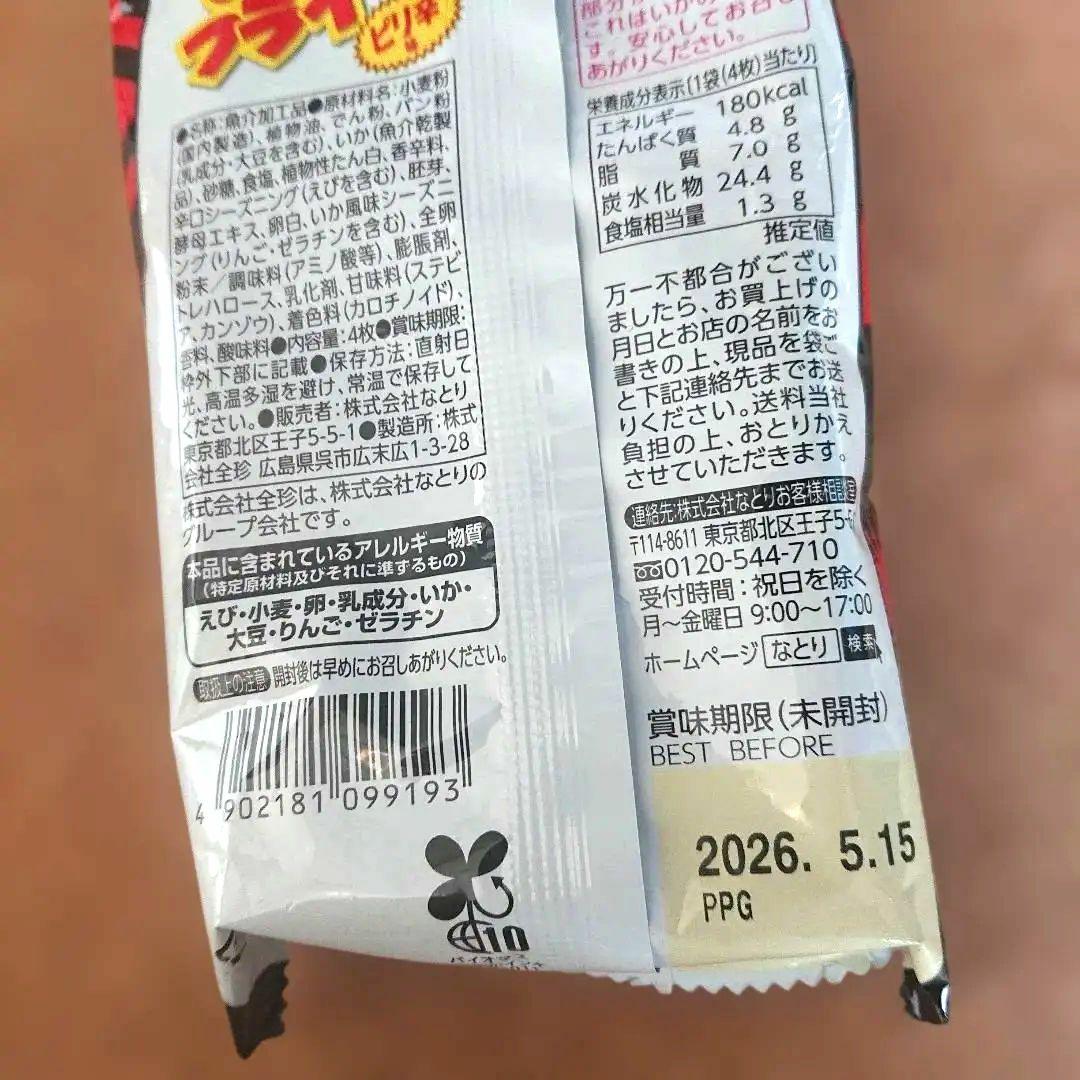 フライ
ピリ辛
●名称：魚介加工品●原材料名：小麦粉
(国内製造)、植物油、でん粉、パン粉
(乳成分、大豆を含む)、いか(魚介乾製
品)、砂糖、食塩、植物性たん白、香辛料、
辛口シーズニング(えびを含む)、胚芽、
酵母エキス、卵白、いか風味シーズニ
ング(りんご・ゼラチンを含む)、全卵
粉末／調味料(アミノ酸等)、膨脹剤、
トレハロース、乳化剤、甘味料(ステビ
ア、カンゾウ)、着色料(カロチノイド)、
香料、酸味料●内容量：4枚●賞味期限：
枠外下部に記載●保存方法：直射日
光、高温多湿を避け、常温で保存して
ください。●販売者：株式会社なとり
東京都北区王子5-5-1●製造所：株式
会社全珍 広島県呉市広末広1-3-28
株式会社全珍は、株式会社なとりの
グループ会社です。
本品に含まれているアレルギー物質
(特定原材料及びそれに準ずるもの)
えび・小麦・卵・乳成分・いか・
大豆・りんご・ゼラチン
取扱上の注意 開封後は早めにお召しあがりください。
4 902181 099193
10
バイオマス
これはいかの
す。安心してお召し
あがりください。
栄養成分表示[1袋(4枚)当たり]
エネルギー 180kcal
たんぱく質 4.8 g
脂質 7.0 g
炭水化物 24.4 g
食塩相当量 1.3 g
推定値
万一不都合がござい
ましたら、お買上げの
月日とお店の名前をお
書きの上、現品を袋ご
と下記連絡先までお送
りください。送料当社
負担の上、おとりかえ
させていただきます。
連絡先：株式会社なとりお客様相談室
〒114-8611 東京都北区王子5-5
0120-544-710
受付時間：祝日を除く
月～金曜日 9:00～17:00
ホームページ なとり 検索
賞味期限(未開封)
BEST BEFORE
2026. 5.15
PPG